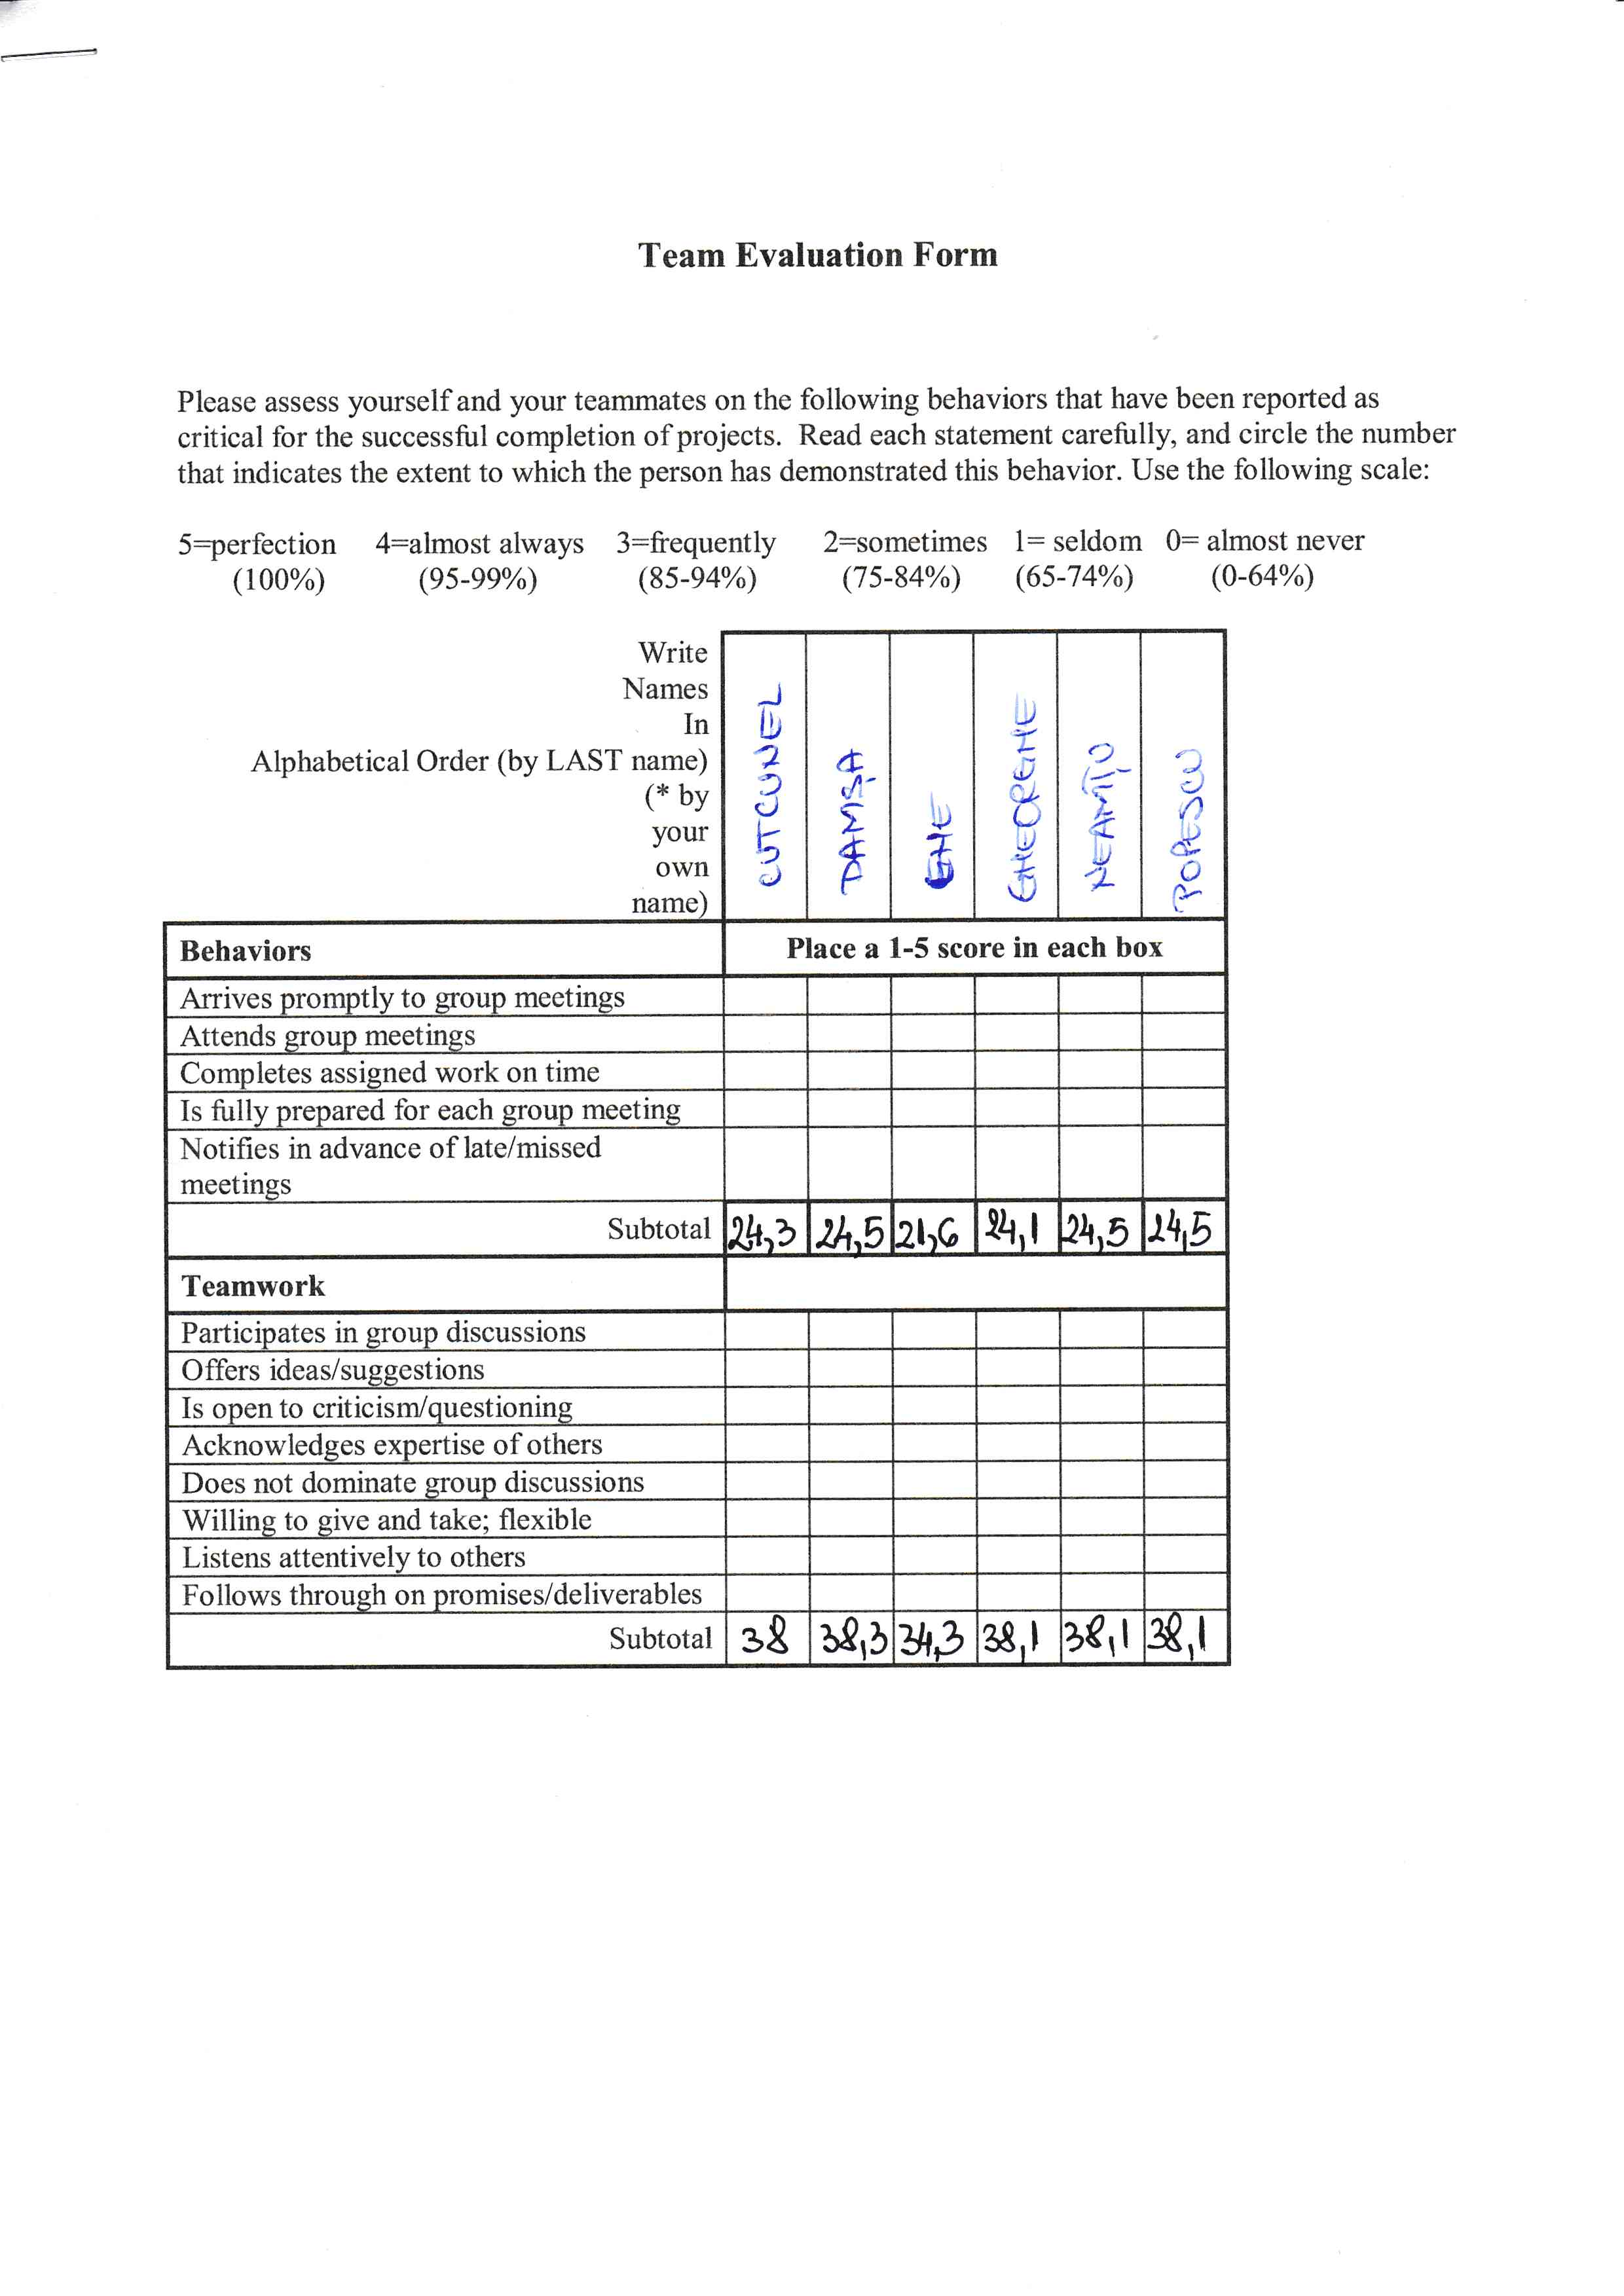 Team Evaluation Form
Please assess yourself and your teammates on the following behaviors that have been reported as
critical for the successful completion of projects.  Read each statement carefully, and circle the number
that indicates the extent to which the person has demonstrated this behavior. Use the following scale:
5=perfection 4=almost always 3=frequently 2=sometimes 1= seldom 0= almost never
(100%) (95-99%) (85-94%) (75-84%) (65-74%) (0-64%)
Write
Names
In
Alphabetical Order (by LAST name)
(* by
your
own
name)
CUTCUNEL DAMȘA GHE GHEORGHE NEAMȚU POPESCU
Behaviors Place a 1-5 score in each box
Arrives promptly to group meetings
Attends group meetings
Completes assigned work on time
Is fully prepared for each group meeting
Notifies in advance of late/missed
meetings
Subtotal 24,3 24,5 21,6 24,1 24,5 24,5
Teamwork
Participates in group discussions
Offers ideas/suggestions
Is open to criticism/questioning
Acknowledges expertise of others
Does not dominate group discussions
Willing to give and take; flexible
Listens attentively to others
Follows through on promises/deliverables
Subtotal 38 38,3 34,3 38,1 38,1 38,1